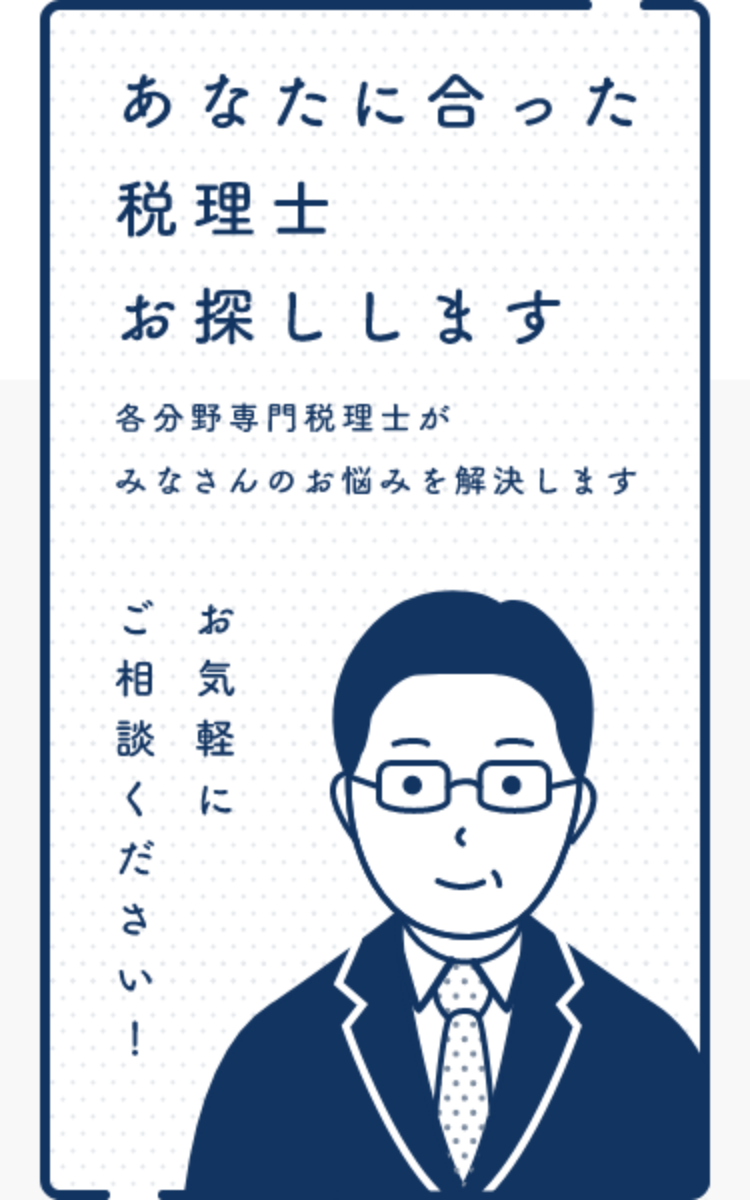 あなたに合った
税理士
お探しします
各分野専門税理士が
みなさんのお悩みを解決します
お気軽に
ご相談ください！